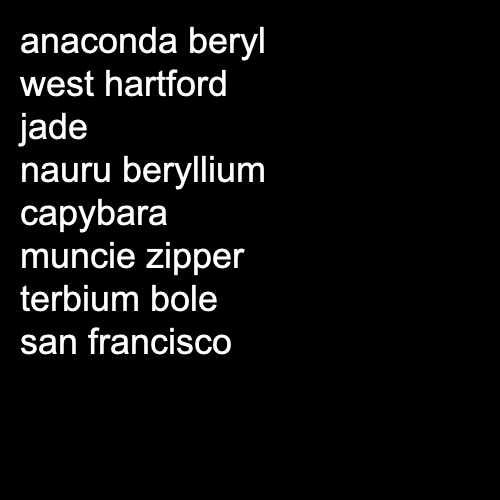 anaconda beryl
west hartford
jade
nauru beryllium
capybara
muncie zipper
terbium bole
san francisco